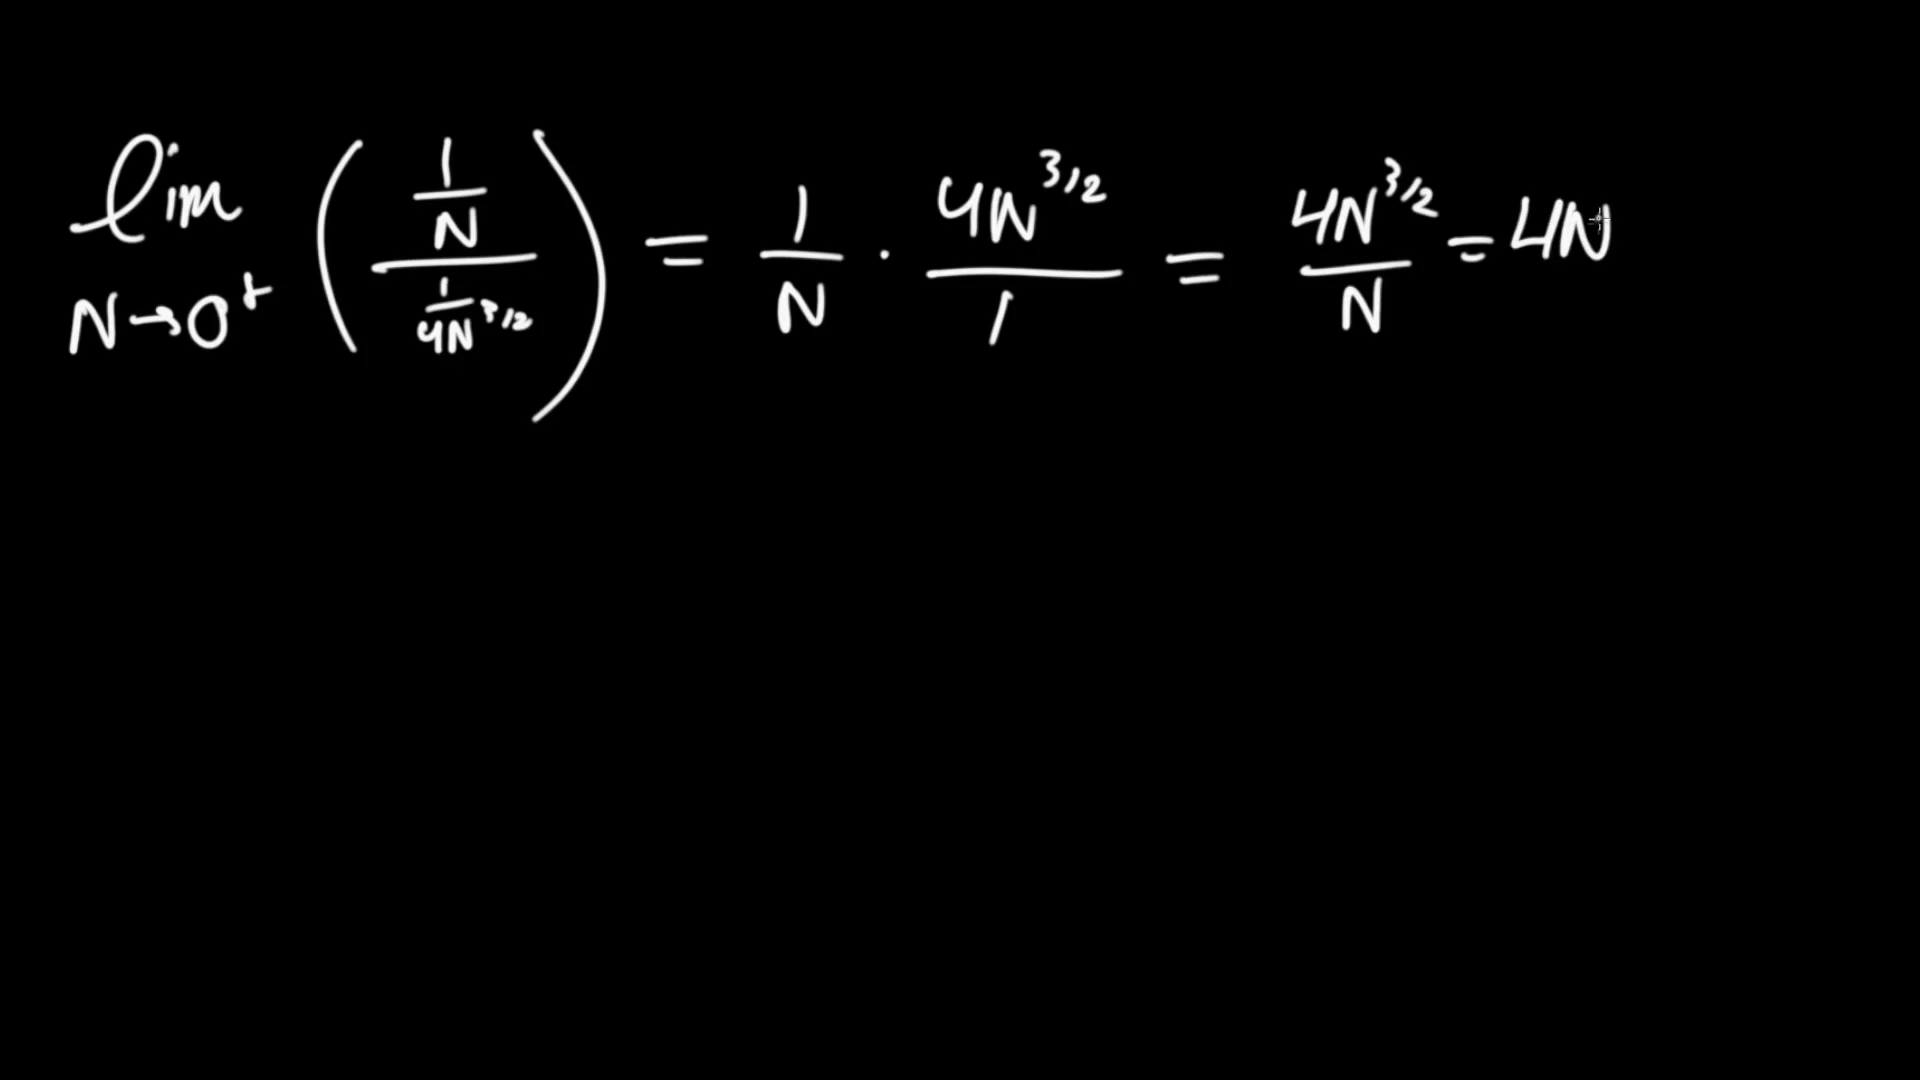 lim N→0⁺ ( (1/N) / (1/(4N^{3/2})) ) = 1/N · 4N^{3/2}/1 = 4N^{3/2}/N = 4N